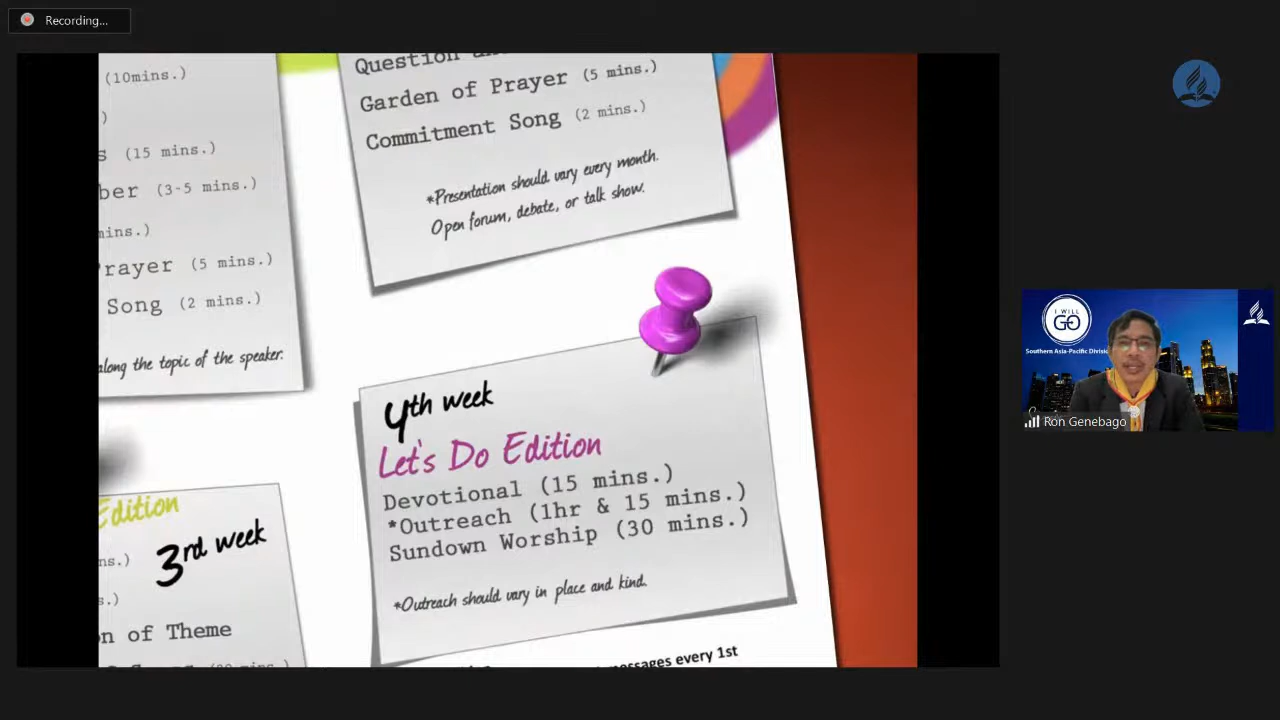 Recording...
(10mins.)
)
s (15 mins.)
ber (3-5 mins.)
mins.)
Prayer (5 mins.)
Song (2 mins.)
along the topic of the speaker.
Question
Garden of Prayer (5 mins.)
Commitment Song (2 mins.)
*Presentation should vary every month.
Open forum, debate, or talk show.
Edition
3rd week
ns.)
s.)
n of Theme
4th week
Let's Do Edition
Devotional (15 mins.)
*Outreach (1hr & 15 mins.)
Sundown Worship (30 mins.)
*Outreach should vary in place and kind.
messages every 1st
I WILL
GO
Southern Asia-Pacific Divisi
Ron Genebago